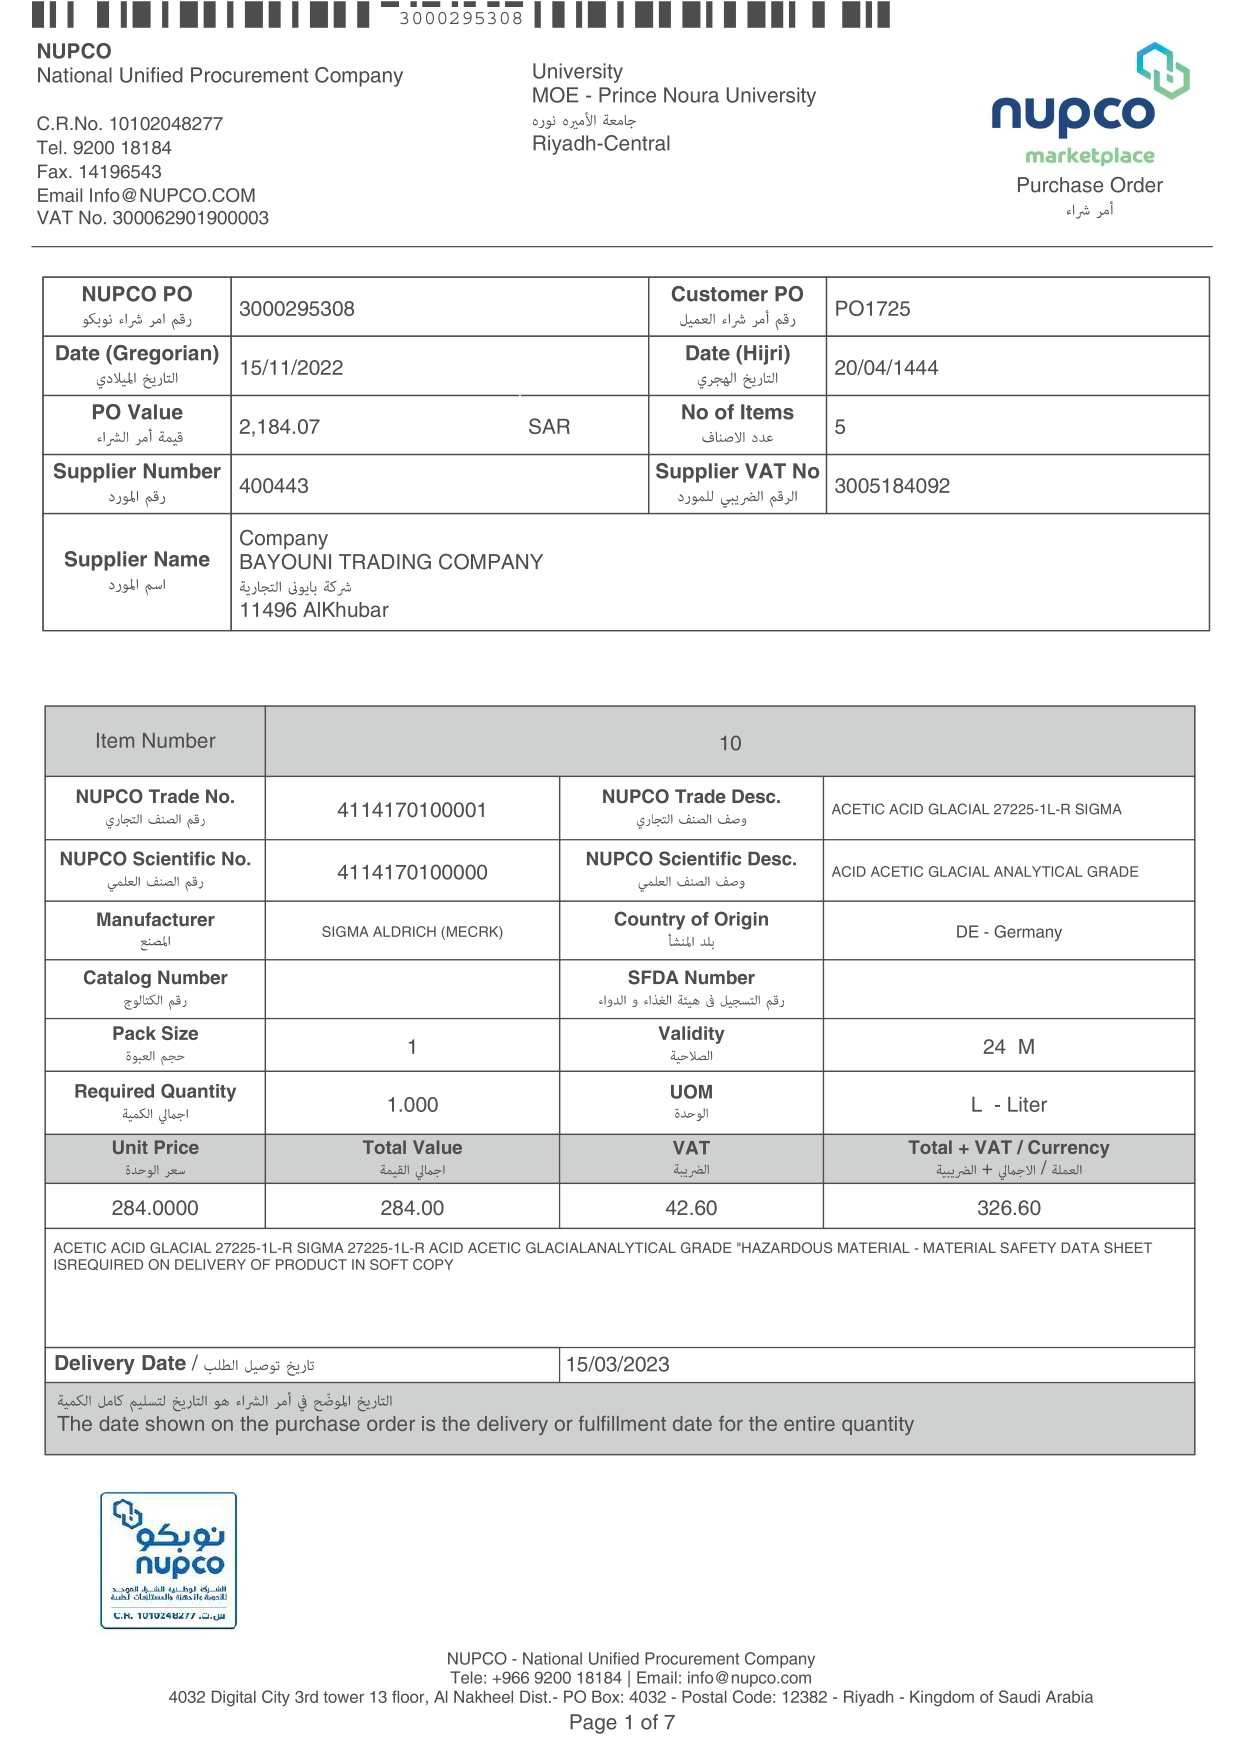 3000295308
NUPCO
National Unified Procurement Company
C.R.No. 10102048277
Tel. 9200 18184
Fax. 14196543
Email Info@NUPCO.COM
VAT No. 300062901900003
University
MOE - Prince Noura University
جامعة الأميره نوره
Riyadh-Central
nupco
marketplace
Purchase Order
أمر شراء
NUPCO PO
رقم امر شراء نوبكو
3000295308
Customer PO
رقم أمر شراء العميل
PO1725
Date (Gregorian)
التاريخ الميلادي
15/11/2022
Date (Hijri)
التاريخ الهجري
20/04/1444
PO Value
قيمة أمر الشراء
2,184.07 SAR
No of Items
عدد الاصناف
5
Supplier Number
رقم المورد
400443
Supplier VAT No
الرقم الضريبي للمورد
3005184092
Supplier Name
اسم المورد
Company
BAYOUNI TRADING COMPANY
شركة بايونى التجارية
11496 AlKhubar
Item Number
10
NUPCO Trade No.
رقم الصنف التجاري
4114170100001
NUPCO Trade Desc.
وصف الصنف التجاري
ACETIC ACID GLACIAL 27225-1L-R SIGMA
NUPCO Scientific No.
رقم الصنف العلمي
4114170100000
NUPCO Scientific Desc.
وصف الصنف العلمي
ACID ACETIC GLACIAL ANALYTICAL GRADE
Manufacturer
المصنع
SIGMA ALDRICH (MECRK)
Country of Origin
بلد المنشأ
DE - Germany
Catalog Number
رقم الكتالوج
SFDA Number
رقم التسجيل فى هيئة الغذاء و الدواء
Pack Size
حجم العبوة
1
Validity
الصلاحية
24 M
Required Quantity
اجمالي الكمية
1.000
UOM
الوحدة
L - Liter
Unit Price
سعر الوحدة
Total Value
اجمالي القيمة
VAT
الضريبة
Total + VAT / Currency
العملة / الاجمالي + الضريبية
284.0000
284.00
42.60
326.60
ACETIC ACID GLACIAL 27225-1L-R SIGMA 27225-1L-R ACID ACETIC GLACIALANALYTICAL GRADE "HAZARDOUS MATERIAL - MATERIAL SAFETY DATA SHEET
ISREQUIRED ON DELIVERY OF PRODUCT IN SOFT COPY
Delivery Date / تاريخ توصيل الطلب
15/03/2023
التاريخ الموضّح في أمر الشراء هو التاريخ لتسليم كامل الكمية
The date shown on the purchase order is the delivery or fulfillment date for the entire quantity
نوبكو
nupco
الشركة الوطنية للشراء الموحد
للأدوية والأجهزة والمستلزمات الطبية
C.R. 1010248277 س.ت.
NUPCO - National Unified Procurement Company
Tele: +966 9200 18184 | Email: info@nupco.com
4032 Digital City 3rd tower 13 floor, Al Nakheel Dist.- PO Box: 4032 - Postal Code: 12382 - Riyadh - Kingdom of Saudi Arabia
Page 1 of 7